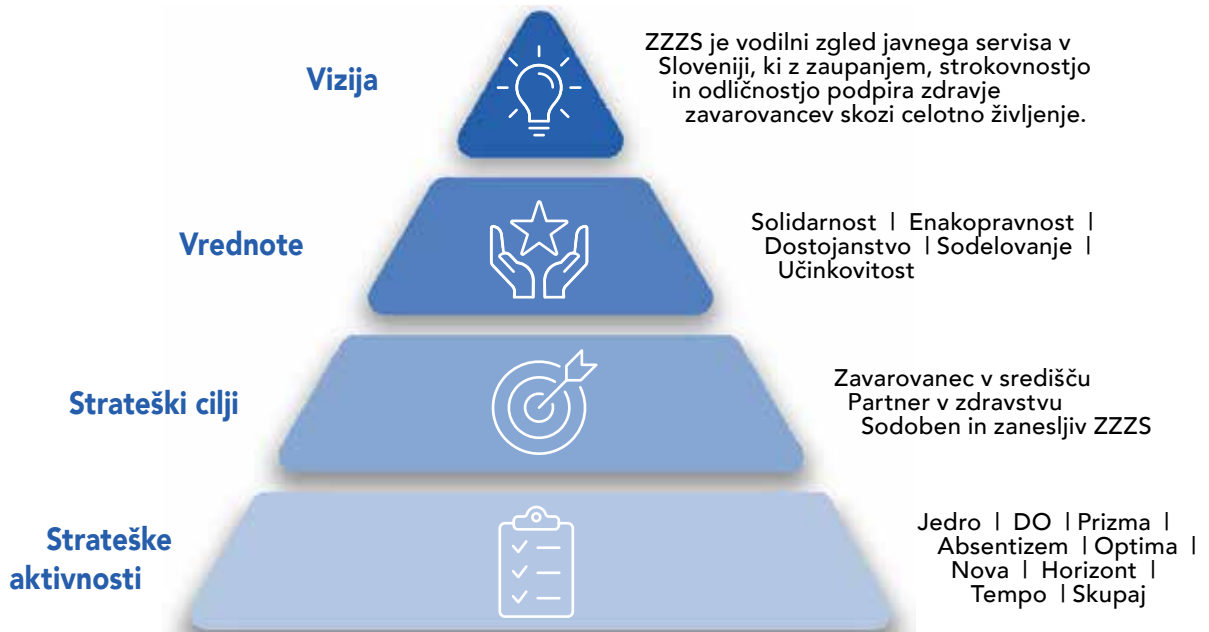 Vizija
ZZZS je vodilni zgled javnega servisa v
Sloveniji, ki z zaupanjem, strokovnostjo
in odličnostjo podpira zdravje
zavarovancev skozi celotno življenje.
Vrednote
Solidarnost | Enakopravnost |
Dostojanstvo | Sodelovanje |
Učinkovitost
Strateški cilji
Zavarovanec v središču
Partner v zdravstvu
Sodoben in zanesljiv ZZZS
Strateške
aktivnosti
Jedro | DO | Prizma |
Absentizem | Optima |
Nova | Horizont |
Tempo | Skupaj